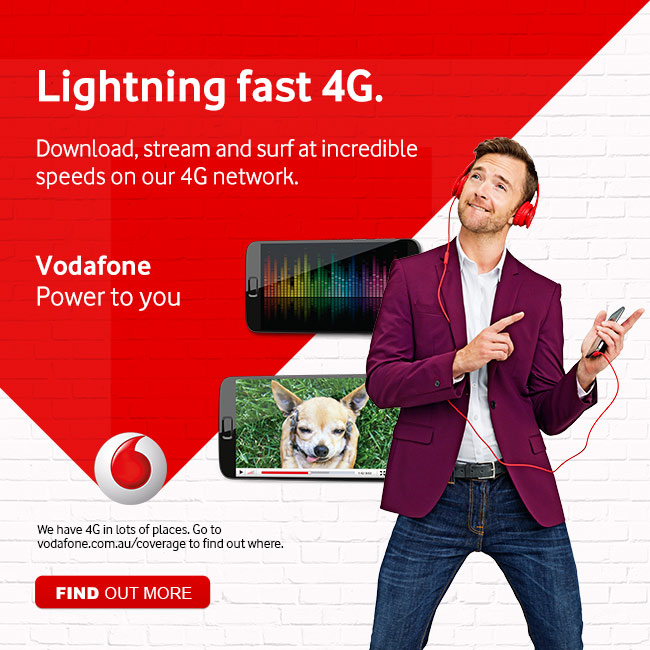 Lightning fast 4G.
Download, stream and surf at incredible
speeds on our 4G network.
Vodafone
Power to you
We have 4G in lots of places. Go to
vodafone.com.au/coverage to find out where.
FIND OUT MORE